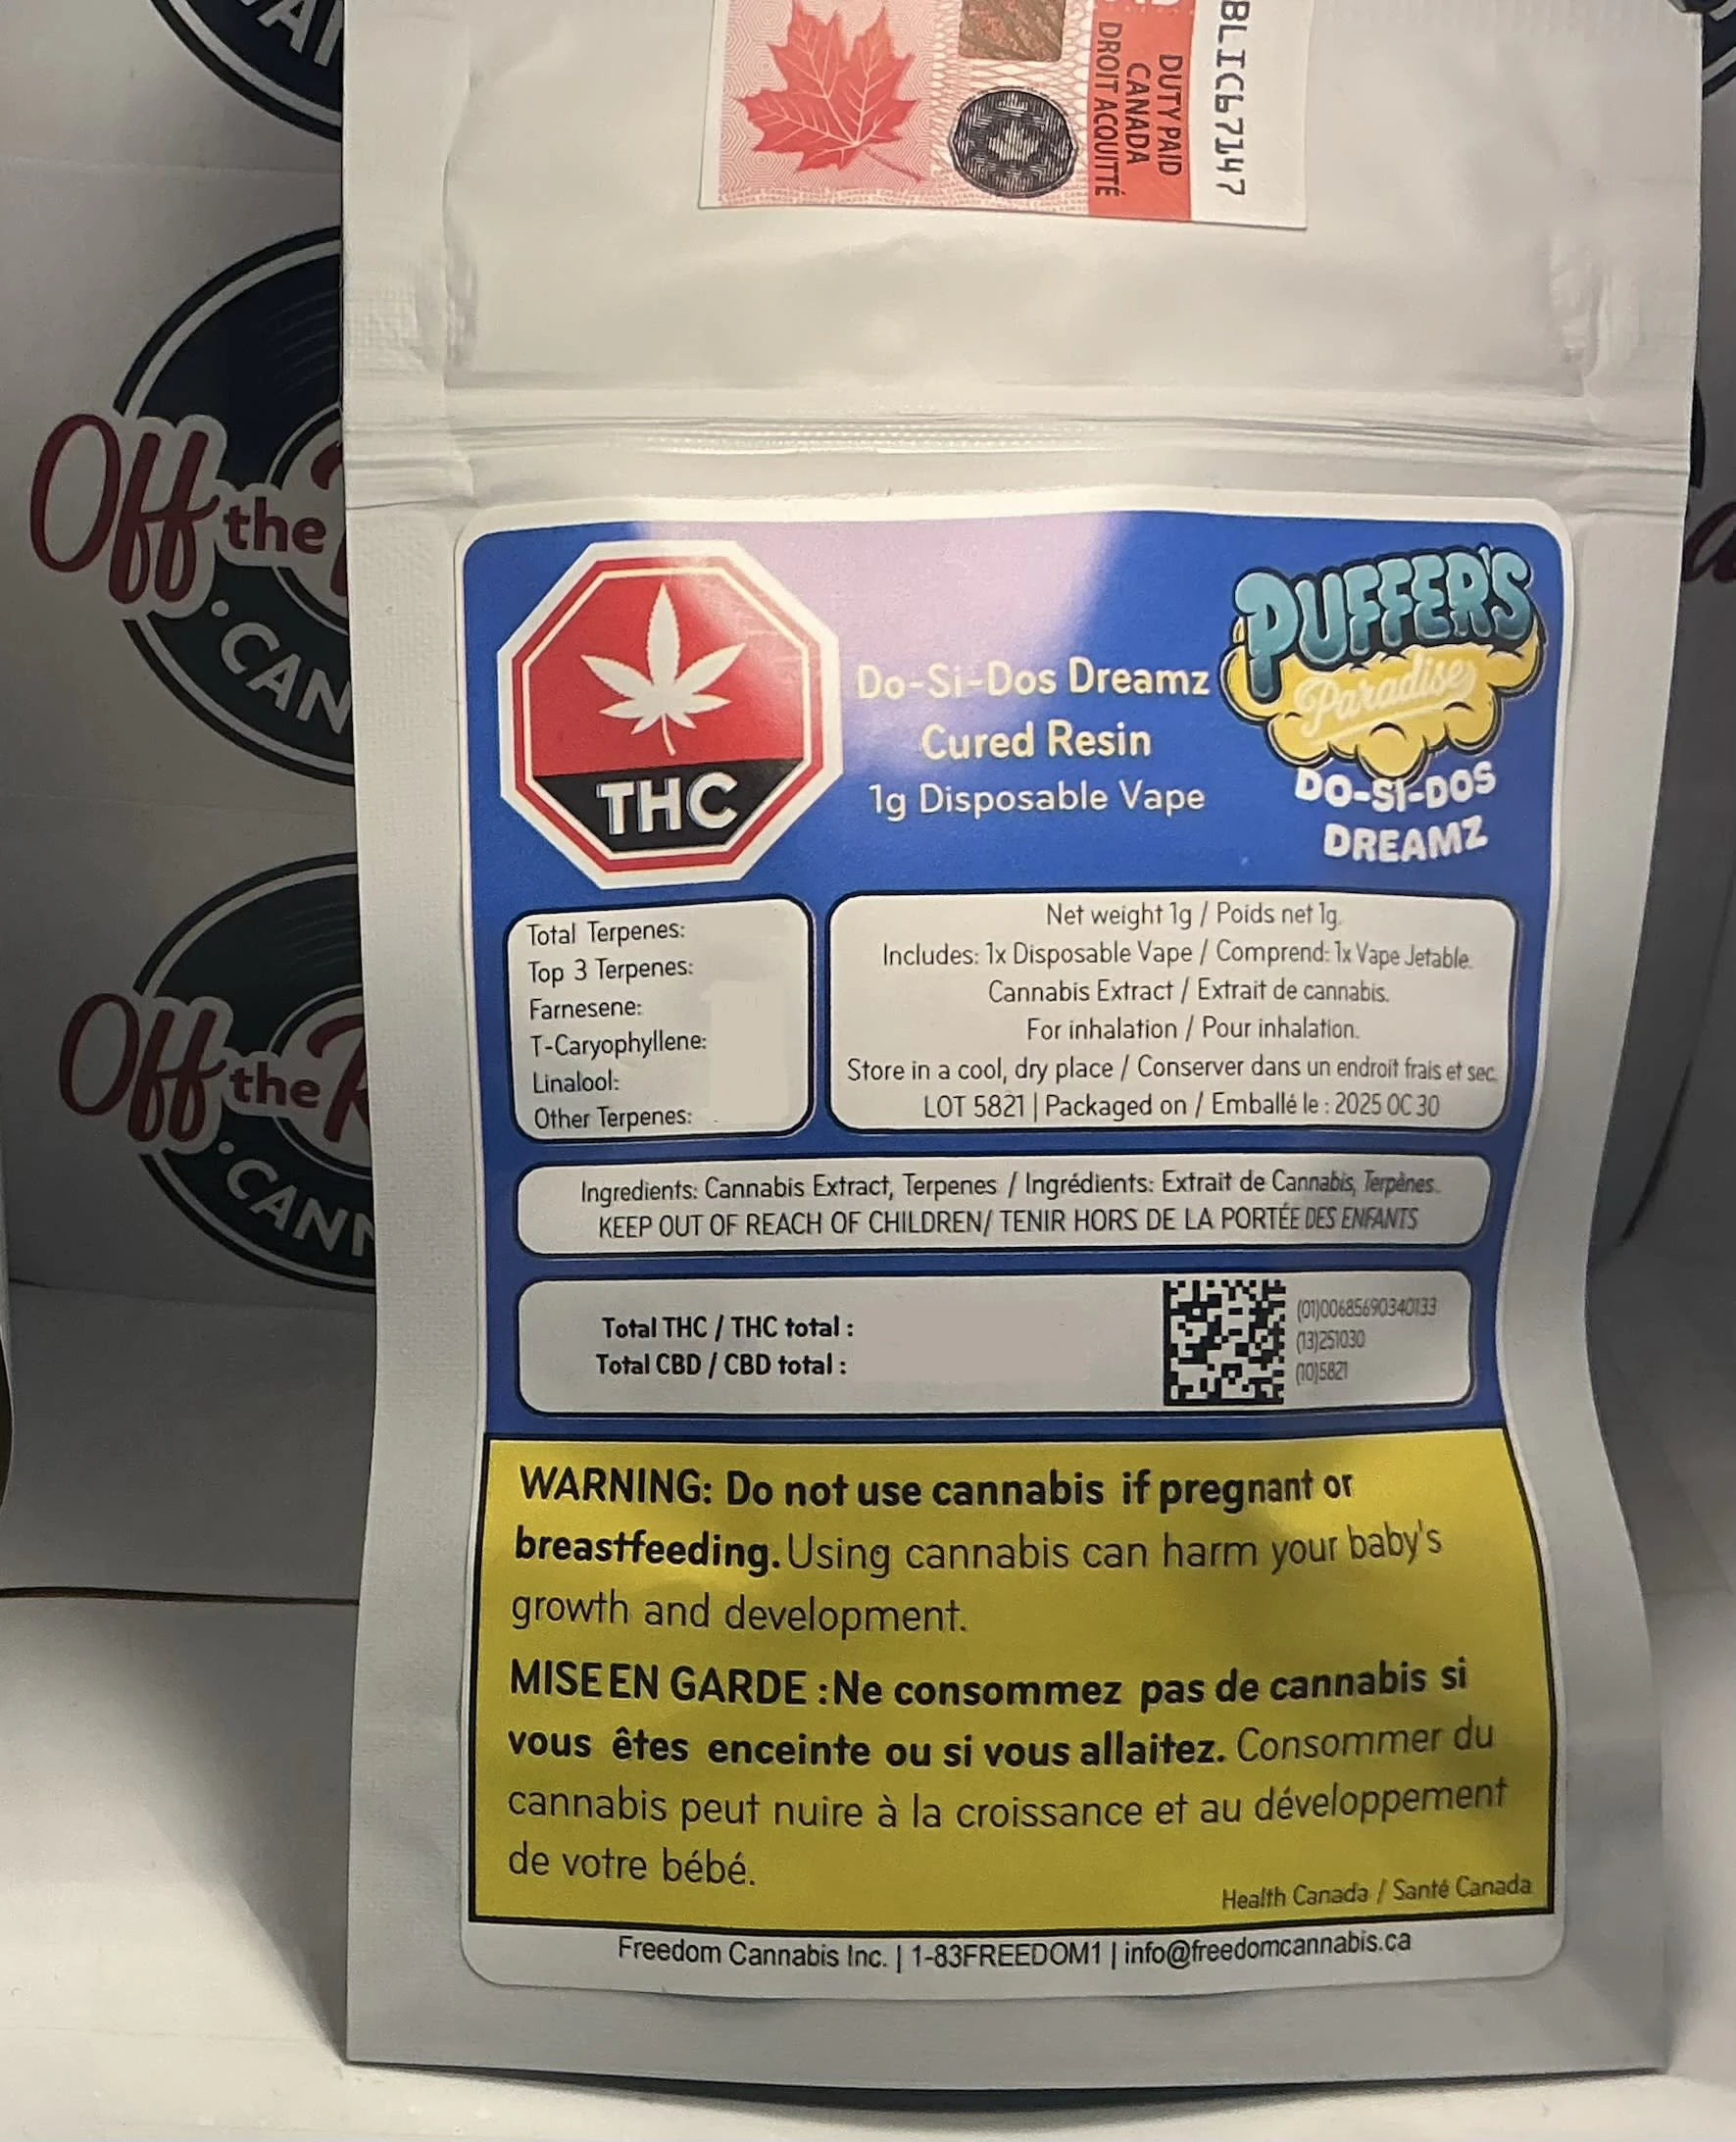 DUTY PAID
CANADA
DROIT ACQUITTÉ
BLIC67147
Off the
CAN
Off the
CANN
THC
Do-Si-Dos Dreamz
Cured Resin
1g Disposable Vape
PUFFER'S
Paradise
DO-SI-DOS
DREAMZ
Total Terpenes:
Top 3 Terpenes:
Farnesene:
T-Caryophyllene:
Linalool:
Other Terpenes:
Net weight 1g / Poids net 1g.
Includes: 1x Disposable Vape / Comprend: 1x Vape Jetable.
Cannabis Extract / Extrait de cannabis.
For inhalation / Pour inhalation.
Store in a cool, dry place / Conserver dans un endroit frais et sec.
LOT 5821 | Packaged on / Emballé le : 2025 OC 30
Ingredients: Cannabis Extract, Terpenes / Ingrédients: Extrait de Cannabis, Terpènes.
KEEP OUT OF REACH OF CHILDREN/ TENIR HORS DE LA PORTÉE DES ENFANTS
Total THC / THC total :
Total CBD / CBD total :
(01)00685690340133
(13)251030
(10)5821
WARNING: Do not use cannabis if pregnant or
breastfeeding. Using cannabis can harm your baby's
growth and development.
MISE EN GARDE : Ne consommez pas de cannabis si
vous êtes enceinte ou si vous allaitez. Consommer du
cannabis peut nuire à la croissance et au développement
de votre bébé.
Health Canada / Santé Canada
Freedom Cannabis Inc. | 1-83FREEDOM1 | info@freedomcannabis.ca